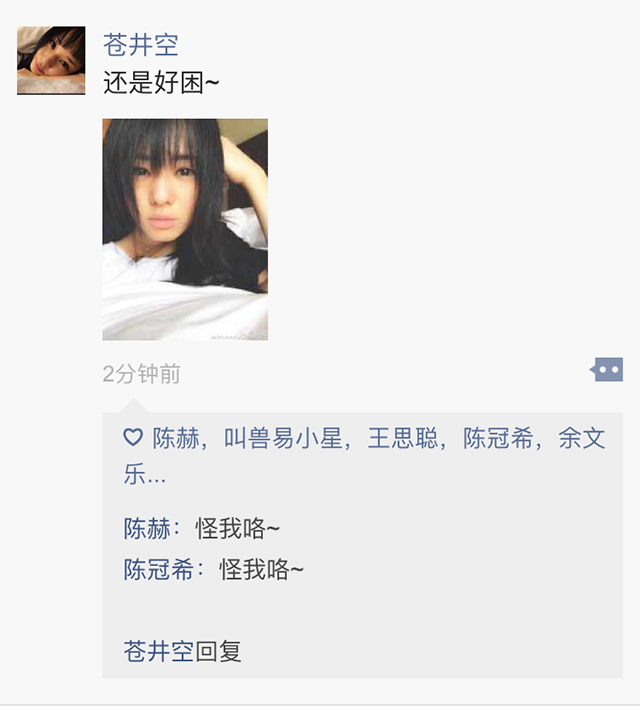 苍井空
还是好困~
2分钟前
陈赫，叫兽易小星，王思聪，陈冠希，余文
乐...
陈赫：怪我咯~
陈冠希：怪我咯~
苍井空回复